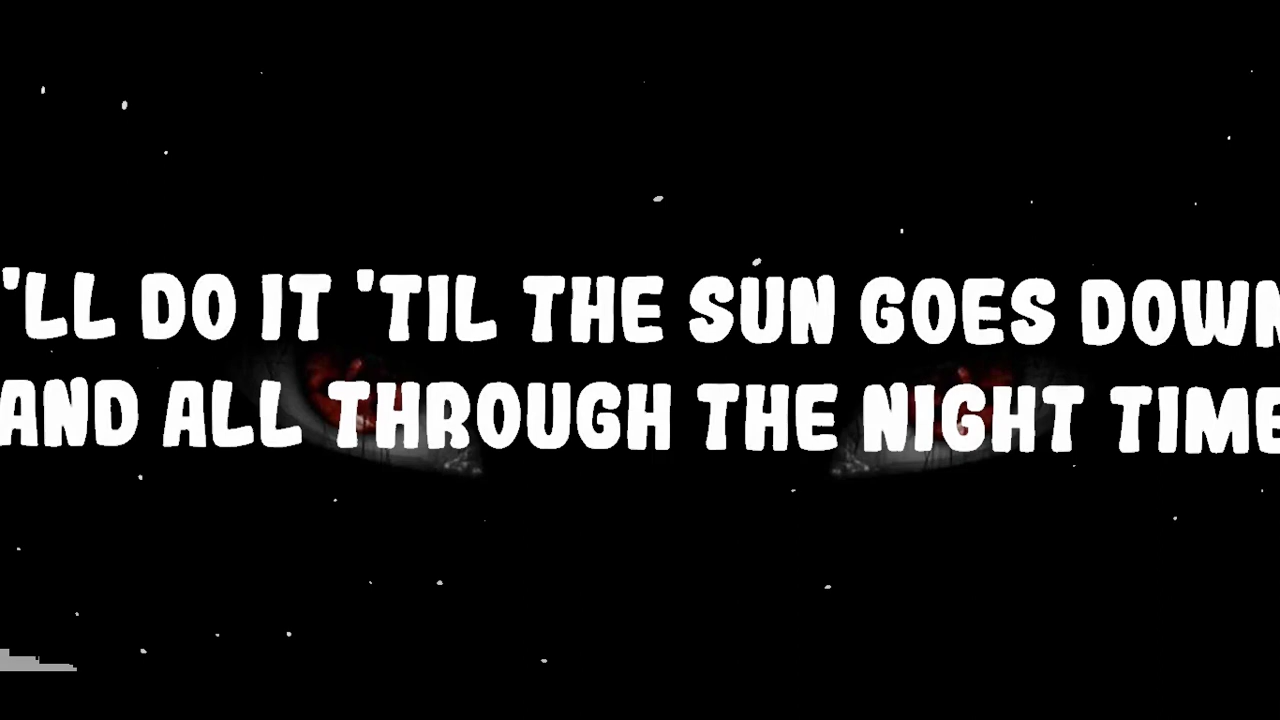 'LL DO IT 'TIL THE SUN GOES DOWN
AND ALL THROUGH THE NIGHT TIME